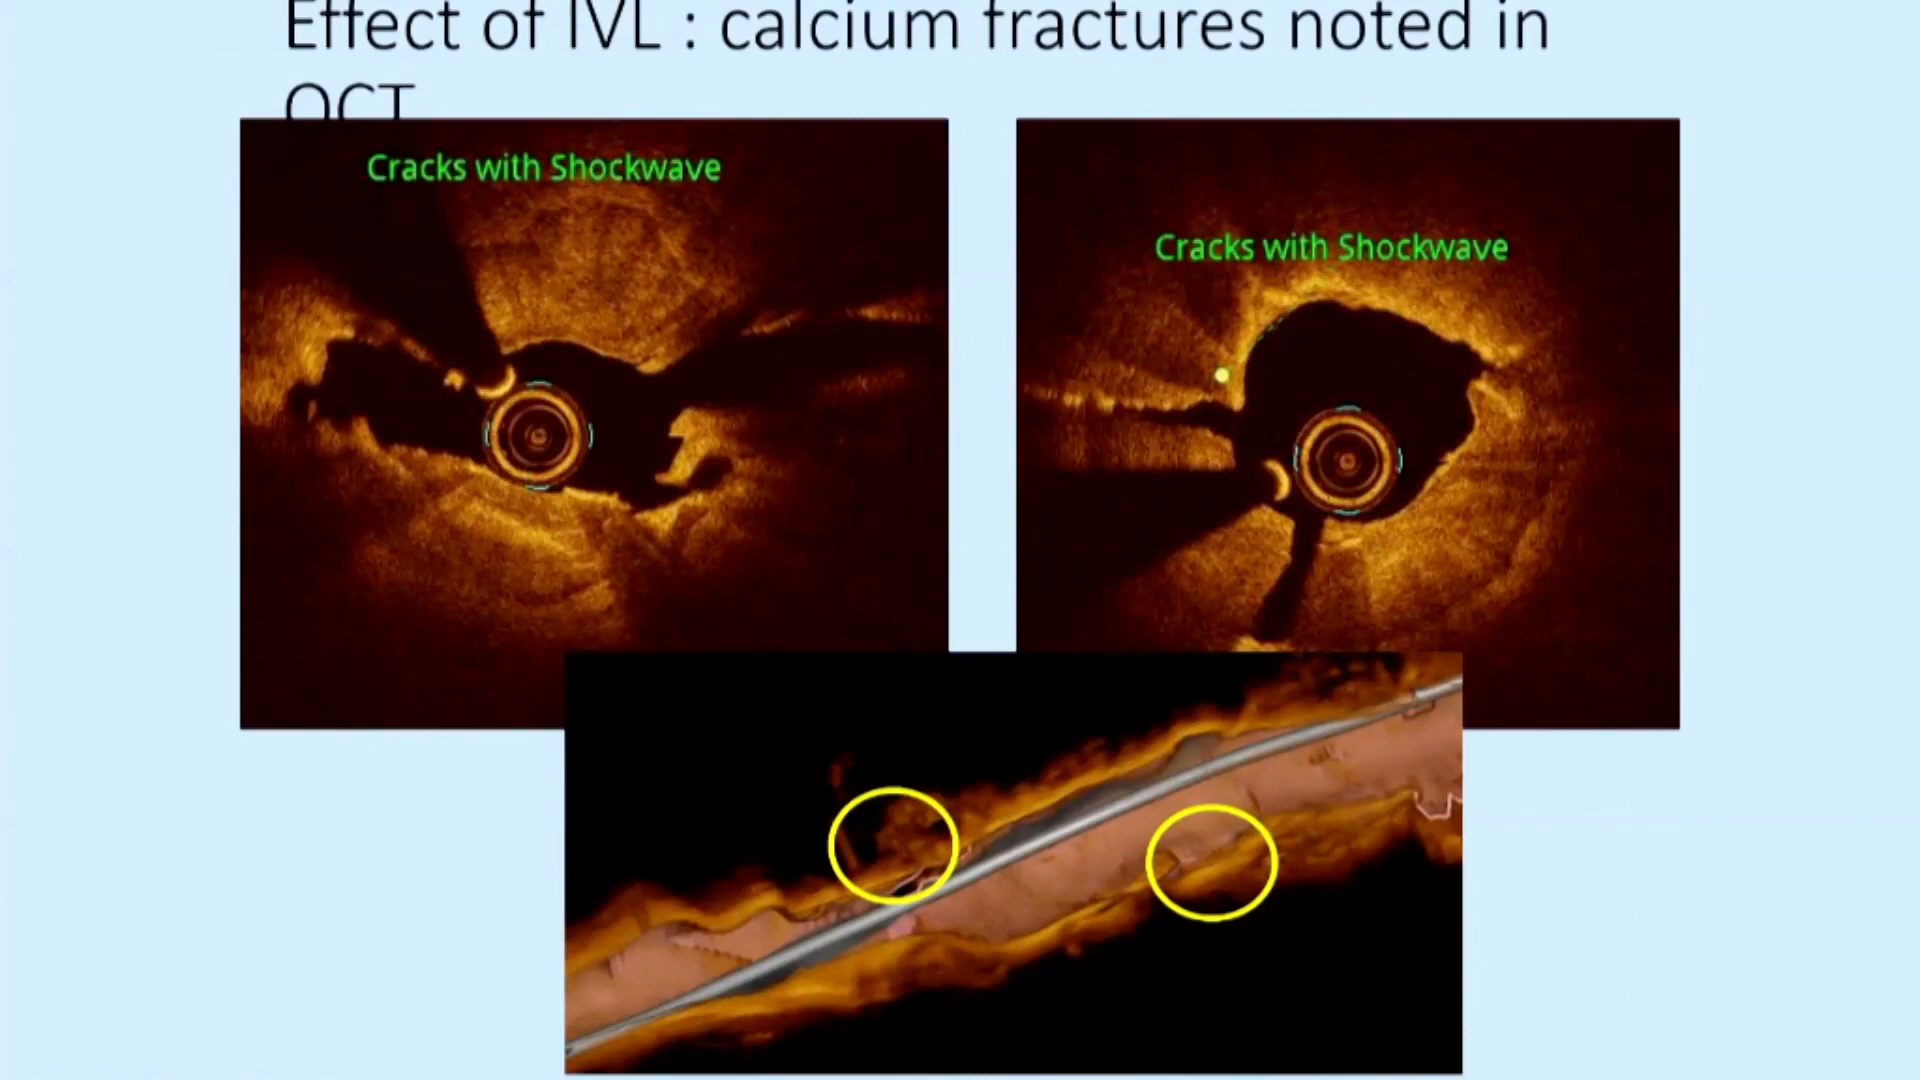 Effect of IVL : calcium fractures noted in
OCT
Cracks with Shockwave
Cracks with Shockwave